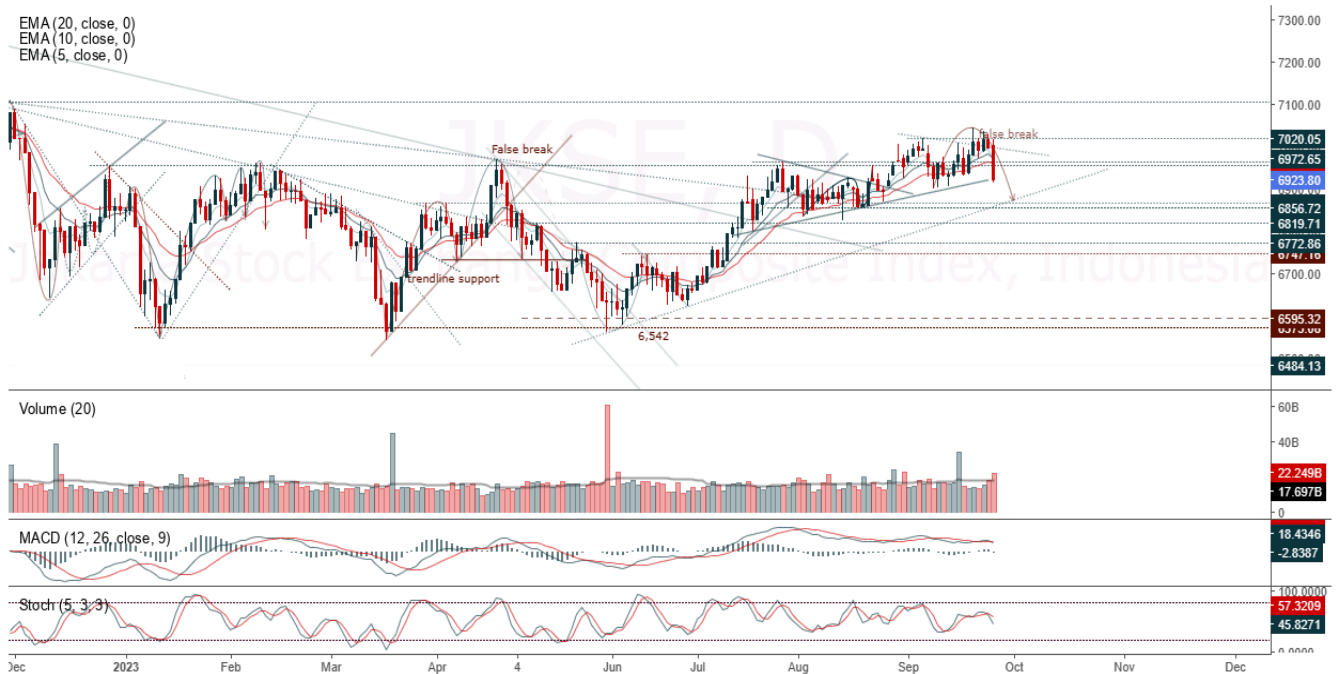 EMA (20, close, 0)
EMA (10, close, 0)
EMA (5, close, 0)
JKSE, D
False break
false break
trendline support
6,542
7300.00
7200.00
7100.00
7020.05
6972.65
6923.80
6856.72
6819.71
6772.86
6747.16
6700.00
6595.32
6484.13
Volume (20)
60B
40B
22.249B
17.697B
0
MACD (12, 26, close, 9)
18.4346
-2.8387
Stoch (5, 3, 3)
100.0000
57.3209
45.8271
0.0000
Dec 2023 Feb Mar Apr 4 Jun Jul Aug Sep Oct Nov Dec